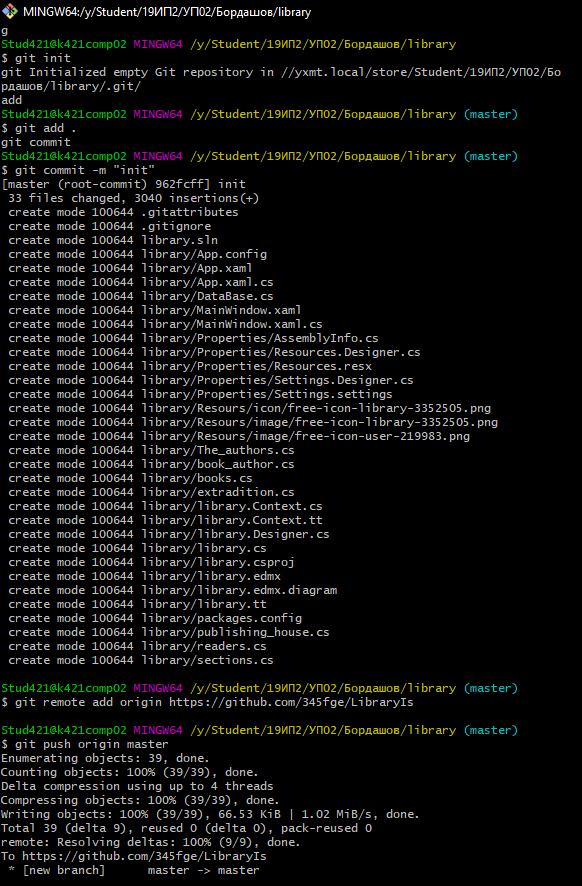 MINGW64:/y/Student/19ИП2/УП02/Бордашов/library
g
Stud421@k421comp02 MINGW64 /y/Student/19ИП2/УП02/Бордашов/library
$ git init
git Initialized empty Git repository in //yxmt.local/store/Student/19ИП2/УП02/Бо
рдашов/library/.git/
add
Stud421@k421comp02 MINGW64 /y/Student/19ИП2/УП02/Бордашов/library (master)
$ git add .
git commit
Stud421@k421comp02 MINGW64 /y/Student/19ИП2/УП02/Бордашов/library (master)
$ git commit -m "init"
[master (root-commit) 962fcff] init
 33 files changed, 3040 insertions(+)
 create mode 100644 .gitattributes
 create mode 100644 .gitignore
 create mode 100644 library.sln
 create mode 100644 library/App.config
 create mode 100644 library/App.xaml
 create mode 100644 library/App.xaml.cs
 create mode 100644 library/DataBase.cs
 create mode 100644 library/MainWindow.xaml
 create mode 100644 library/MainWindow.xaml.cs
 create mode 100644 library/Properties/AssemblyInfo.cs
 create mode 100644 library/Properties/Resources.Designer.cs
 create mode 100644 library/Properties/Resources.resx
 create mode 100644 library/Properties/Settings.Designer.cs
 create mode 100644 library/Properties/Settings.settings
 create mode 100644 library/Resours/icon/free-icon-library-3352505.png
 create mode 100644 library/Resours/image/free-icon-library-3352505.png
 create mode 100644 library/Resours/image/free-icon-user-219983.png
 create mode 100644 library/The_authors.cs
 create mode 100644 library/book_author.cs
 create mode 100644 library/books.cs
 create mode 100644 library/extradition.cs
 create mode 100644 library/library.Context.cs
 create mode 100644 library/library.Context.tt
 create mode 100644 library/library.Designer.cs
 create mode 100644 library/library.cs
 create mode 100644 library/library.csproj
 create mode 100644 library/library.edmx
 create mode 100644 library/library.edmx.diagram
 create mode 100644 library/library.tt
 create mode 100644 library/packages.config
 create mode 100644 library/publishing_house.cs
 create mode 100644 library/readers.cs
 create mode 100644 library/sections.cs
Stud421@k421comp02 MINGW64 /y/Student/19ИП2/УП02/Бордашов/library (master)
$ git remote add origin https://github.com/345fge/LibraryIs
Stud421@k421comp02 MINGW64 /y/Student/19ИП2/УП02/Бордашов/library (master)
$ git push origin master
Enumerating objects: 39, done.
Counting objects: 100% (39/39), done.
Delta compression using up to 4 threads
Compressing objects: 100% (39/39), done.
Writing objects: 100% (39/39), 66.53 KiB | 1.02 MiB/s, done.
Total 39 (delta 9), reused 0 (delta 0), pack-reused 0
remote: Resolving deltas: 100% (9/9), done.
To https://github.com/345fge/LibraryIs
 * [new branch]      master -> master